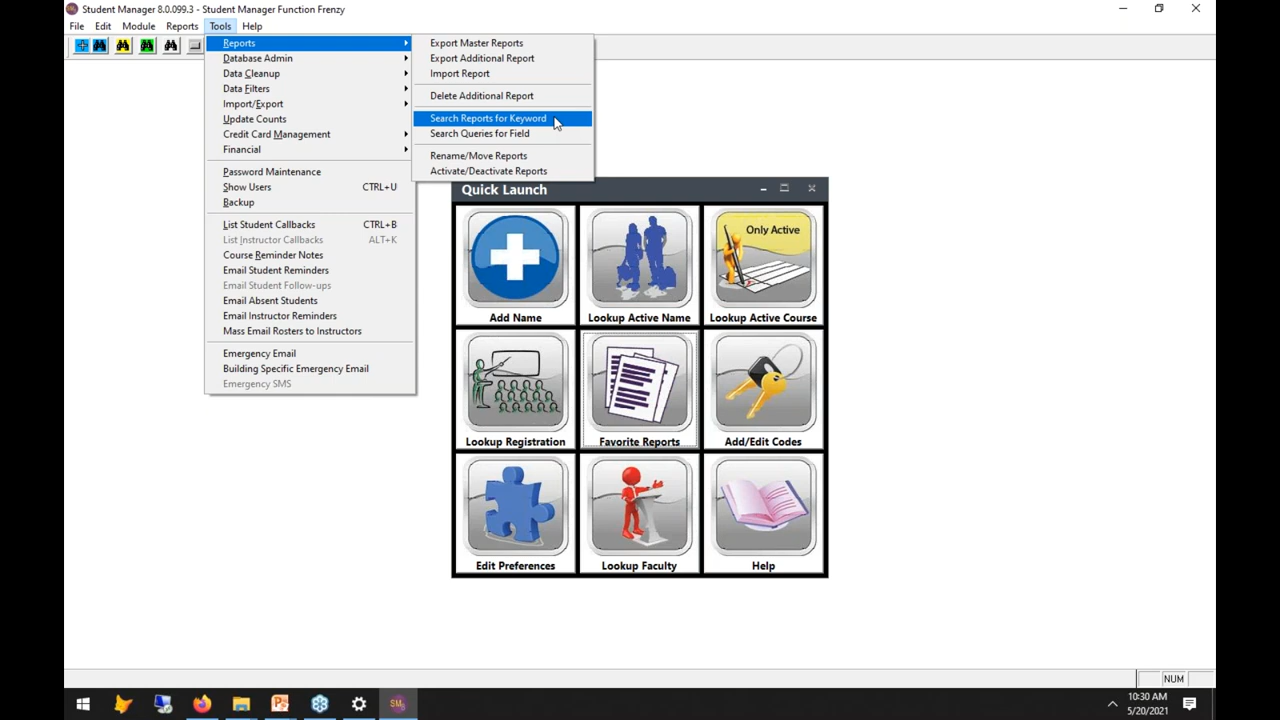 Student Manager 8.0.099.3 - Student Manager Function Frenzy
File Edit Module Reports Tools Help
Reports
Database Admin
Data Cleanup
Data Filters
Import/Export
Update Counts
Credit Card Management
Financial
Password Maintenance
Show Users CTRL+U
Backup
List Student Callbacks CTRL+B
List Instructor Callbacks ALT+K
Course Reminder Notes
Email Student Reminders
Email Student Follow-ups
Email Absent Students
Email Instructor Reminders
Mass Email Rosters to Instructors
Emergency Email
Building Specific Emergency Email
Emergency SMS
Export Master Reports
Export Additional Report
Import Report
Delete Additional Report
Search Reports for Keyword
Search Queries for Field
Rename/Move Reports
Activate/Deactivate Reports
Quick Launch
Only Active
Add Name
Lookup Active Name
Lookup Active Course
Lookup Registration
Favorite Reports
Add/Edit Codes
Edit Preferences
Lookup Faculty
Help
NUM
SM
10:30 AM
5/20/2021